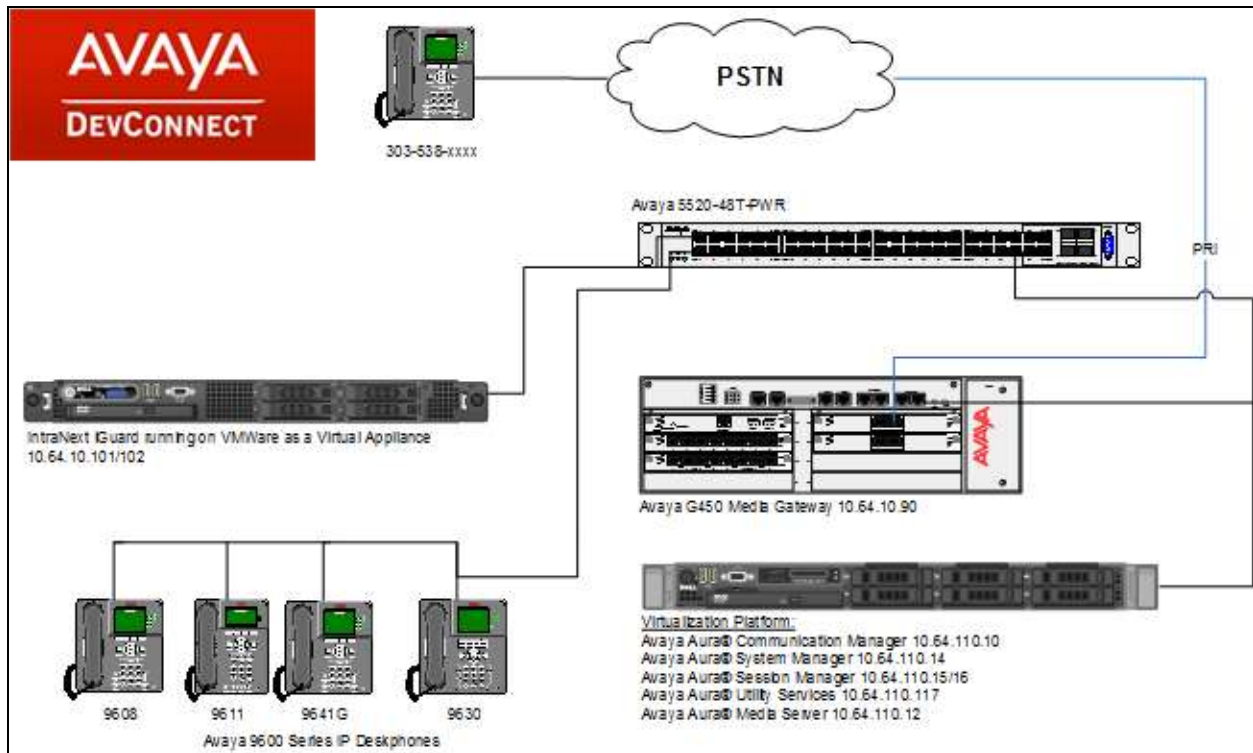 AVAYA
DEVCONNECT
PSTN
303-538-xxxx
Avaya 5520-48T-PWR
PRI
IntraNext iGuard running on VMWare as a Virtual Appliance
10.64.10.101/102
AVAYA
Avaya G450 Media Gateway 10.64.10.90
Virtualization Platform:
Avaya Aura® Communication Manager 10.64.110.10
Avaya Aura® System Manager 10.64.110.14
Avaya Aura® Session Manager 10.64.110.15/16
Avaya Aura® Utility Services 10.64.110.117
Avaya Aura® Media Server 10.64.110.12
9608
9611
9641G
9630
Avaya 9600 Series IP Deskphones